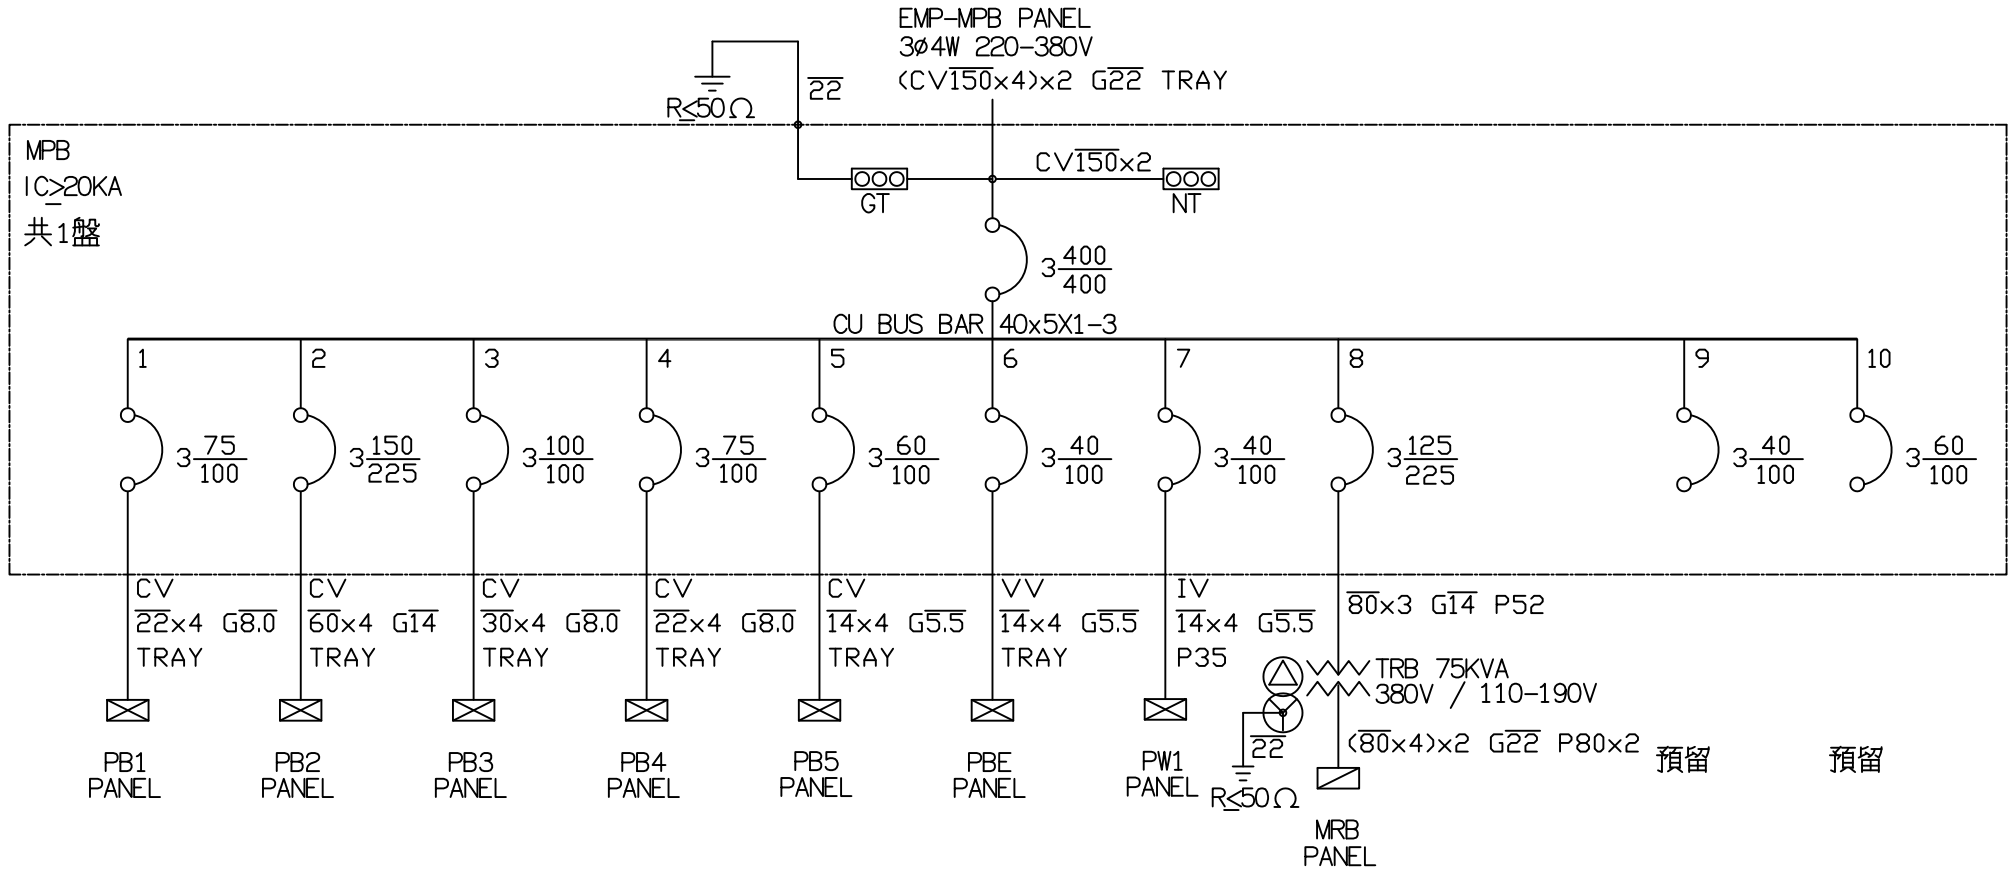 EMP-MPB PANEL
3ø4W 220-380V
(CV150x4)x2 G22 TRAY
22
R≤50Ω
MPB
IC≥20KA
共1盤
CV150x2
GT
NT
3 400
400
CU BUS BAR 40x5X1-3
1
2
3
4
5
6
7
8
9
10
3 75
100
3 150
225
3 100
100
3 75
100
3 60
100
3 40
100
3 40
100
3 125
225
3 40
100
3 60
100
CV
22x4 G8.0
TRAY
CV
60x4 G14
TRAY
CV
30x4 G8.0
TRAY
CV
22x4 G8.0
TRAY
CV
14x4 G5.5
TRAY
VV
14x4 G5.5
TRAY
IV
14x4 G5.5
P35
80x3 G14 P52
TRB 75KVA
380V / 110-190V
(80x4)x2 G22 P80x2
22
R≤50Ω
PB1
PANEL
PB2
PANEL
PB3
PANEL
PB4
PANEL
PB5
PANEL
PBE
PANEL
PW1
PANEL
MRB
PANEL
預留
預留